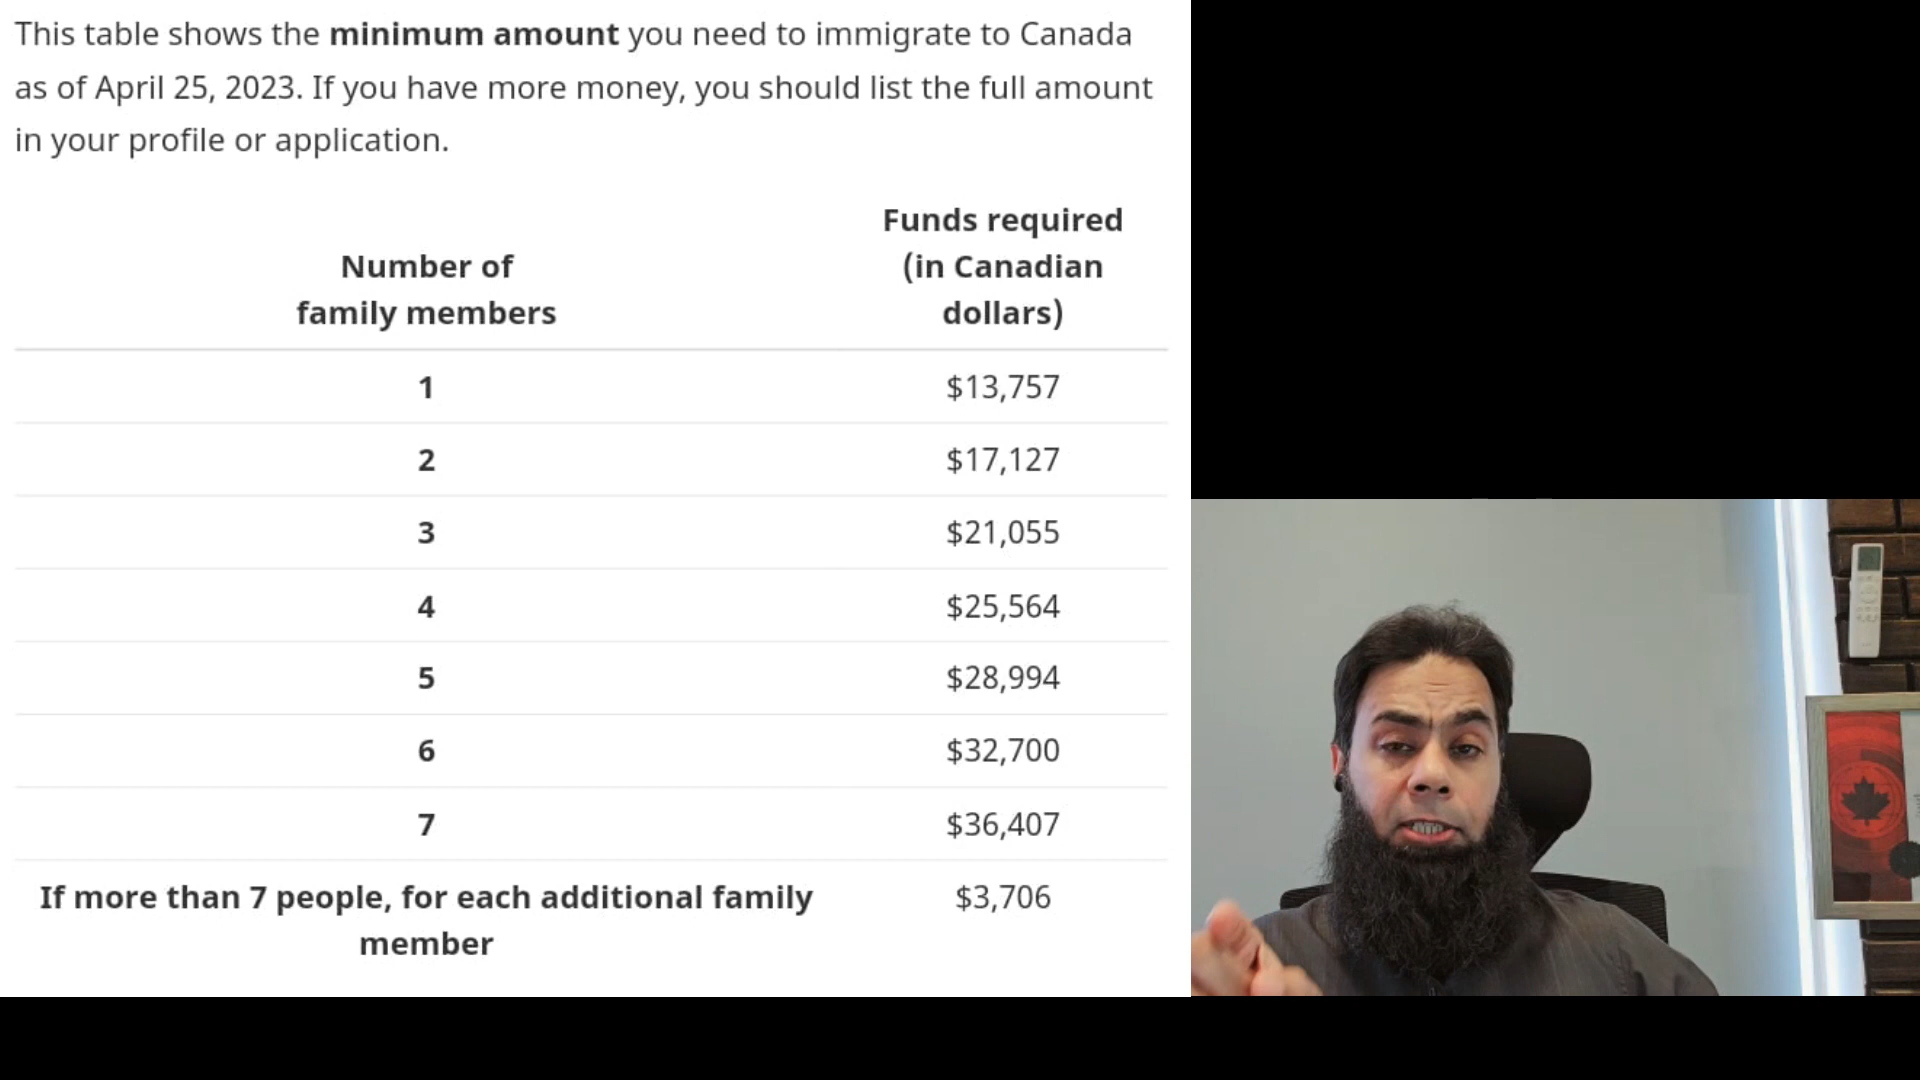 This table shows the minimum amount you need to immigrate to Canada
as of April 25, 2023. If you have more money, you should list the full amount
in your profile or application.
Number of
family members
Funds required
(in Canadian
dollars)
1 $13,757
2 $17,127
3 $21,055
4 $25,564
5 $28,994
6 $32,700
7 $36,407
If more than 7 people, for each additional family
member
$3,706